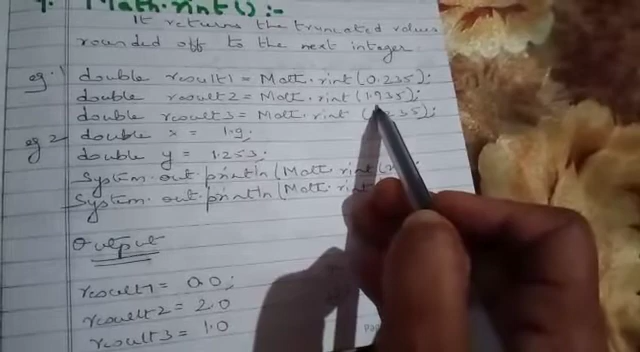 Math.rint() :-
It returns the truncated value
rounded off to the next integer.
eg. 1 double result1 = Math.rint(0.235);
double result2 = Math.rint(1.935);
double result3 = Math.rint(
eg 2 double x = 1.9;
double y = 1.253;
System.out.println(Math.rint(
System.out.println(Math.rint
Output
result1 = 0.0;
result2 = 2.0
result3 = 1.0